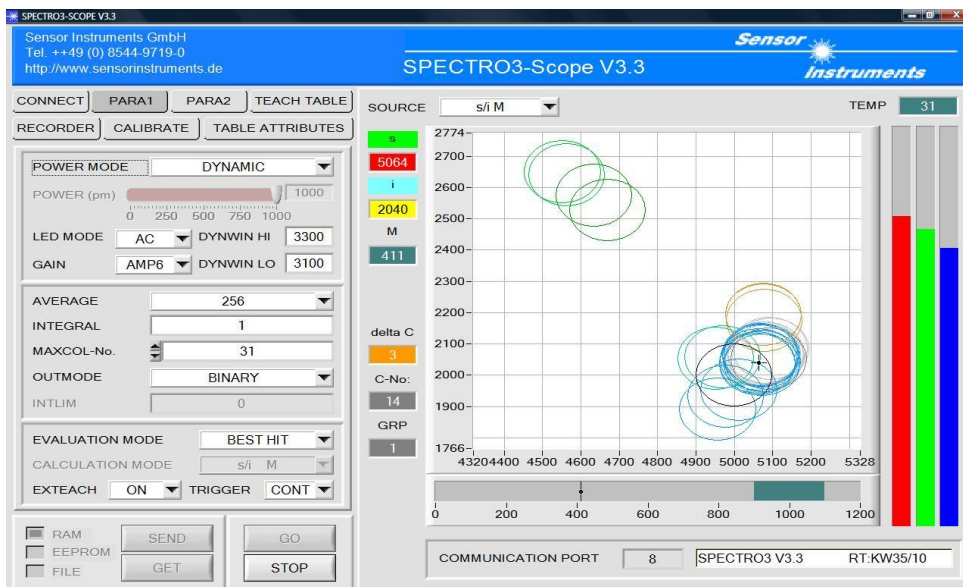 SPECTRO3-SCOPE V3.3
Sensor Instruments GmbH
Tel. ++49 (0) 8544-9719-0
http://www.sensorinstruments.de
SPECTRO3-Scope V3.3
Sensor
Instruments
CONNECT PARA1 PARA2 TEACH TABLE
RECORDER CALIBRATE TABLE ATTRIBUTES
POWER MODE DYNAMIC
POWER (pm) 1000
0 250 500 750 1000
LED MODE AC DYNWIN HI 3300
GAIN AMP6 DYNWIN LO 3100
AVERAGE 256
INTEGRAL 1
MAXCOL-No. 31
OUTMODE BINARY
INTLIM 0
EVALUATION MODE BEST HIT
CALCULATION MODE s/i M
EXTEACH ON TRIGGER CONT
RAM
EEPROM
FILE
SEND GO
GET STOP
SOURCE s/i M TEMP 31
s
5064
i
2040
M
411
delta C
3
C-No:
14
GRP
1
2774
2700
2600
2500
2400
2300
2200
2100
2000
1900
1766
4320 4400 4500 4600 4700 4800 4900 5000 5100 5200 5328
0 200 400 600 800 1000 1200
COMMUNICATION PORT 8 SPECTRO3 V3.3 RT:KW35/10